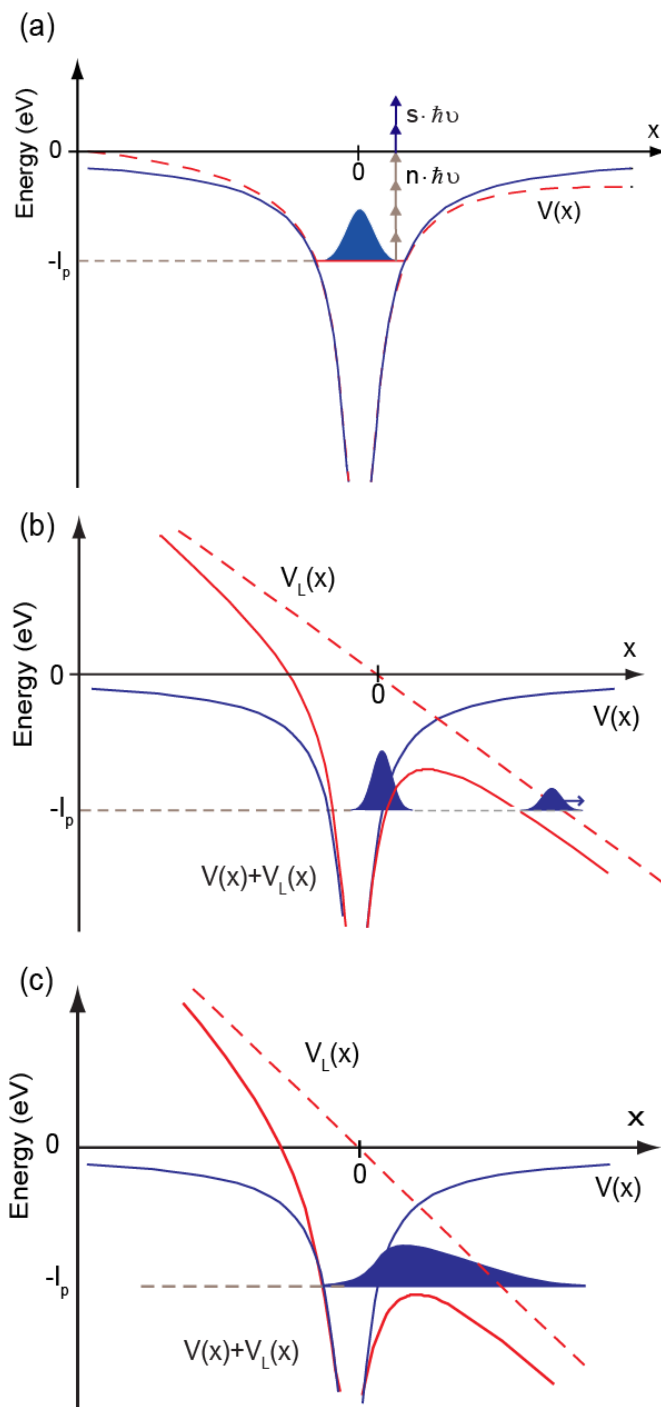 (a)
Energy (eV)
0
s·ħυ
x
0
n·ħυ
V(x)
-Ip
(b)
Energy (eV)
VL(x)
0
x
0
V(x)
-Ip
V(x)+VL(x)
(c)
Energy (eV)
VL(x)
0
x
0
V(x)
-Ip
V(x)+VL(x)